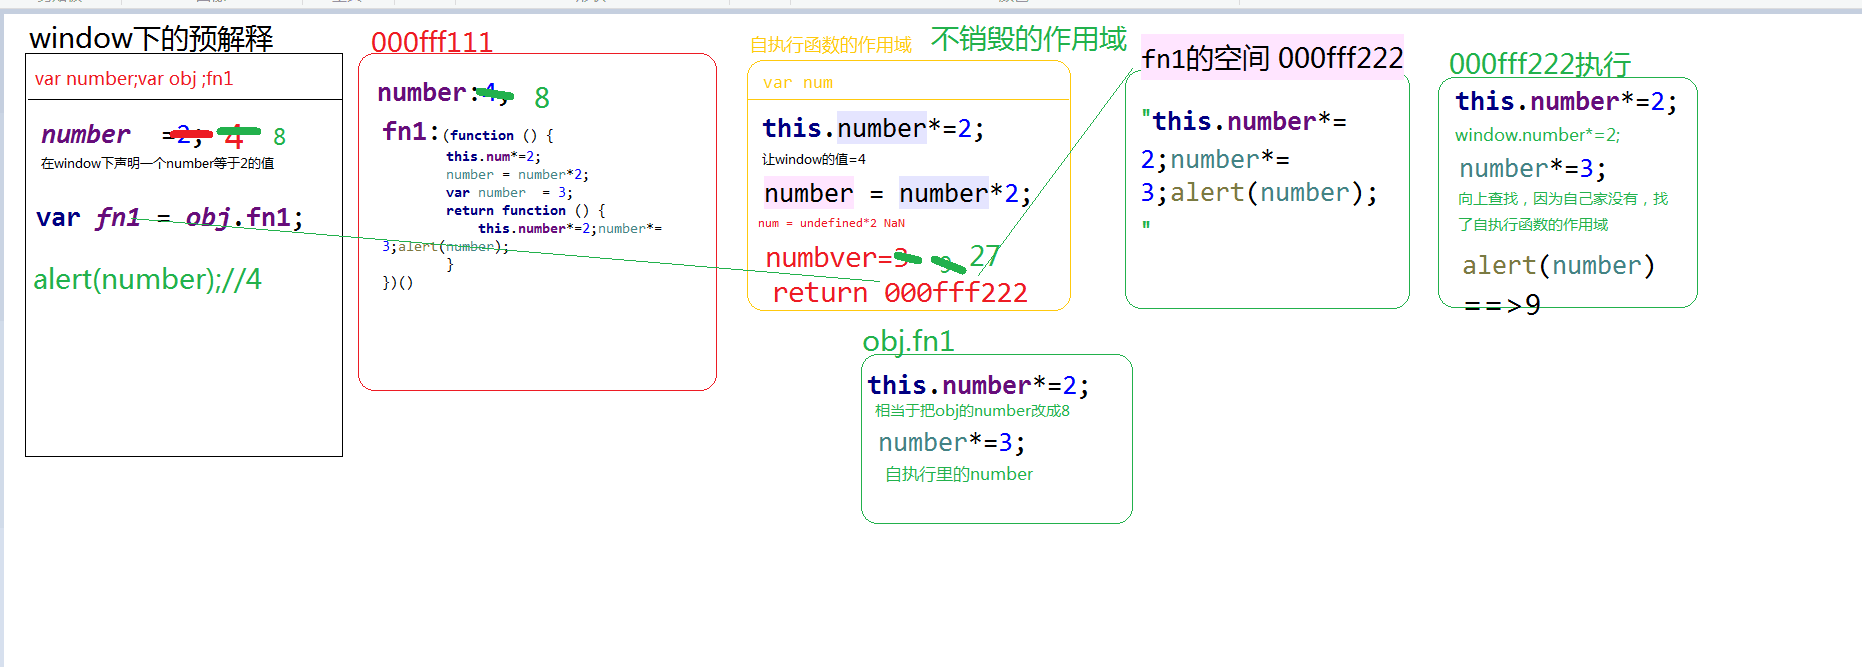 window下的预解释
var number;var obj ;fn1
number =2; 4 8
在window下声明一个number等于2的值
var fn1 = obj.fn1;
alert(number);//4
000fff111
number:4, 8
fn1:(function () {
this.num*=2;
number = number*2;
var number = 3;
return function () {
this.number*=2;number*=
3;alert(number);
}
})()
自执行函数的作用域 不销毁的作用域
var num
this.number*=2;
让window的值=4
number = number*2;
num = undefined*2 NaN
numbver=3 9 27
return 000fff222
obj.fn1
this.number*=2;
相当于把obj的number改成8
number*=3;
自执行里的number
fn1的空间 000fff222
"this.number*=
2;number*=
3;alert(number);
"
000fff222执行
this.number*=2;
window.number*=2;
number*=3;
向上查找，因为自己家没有，找
了自执行函数的作用域
alert(number)
==>9